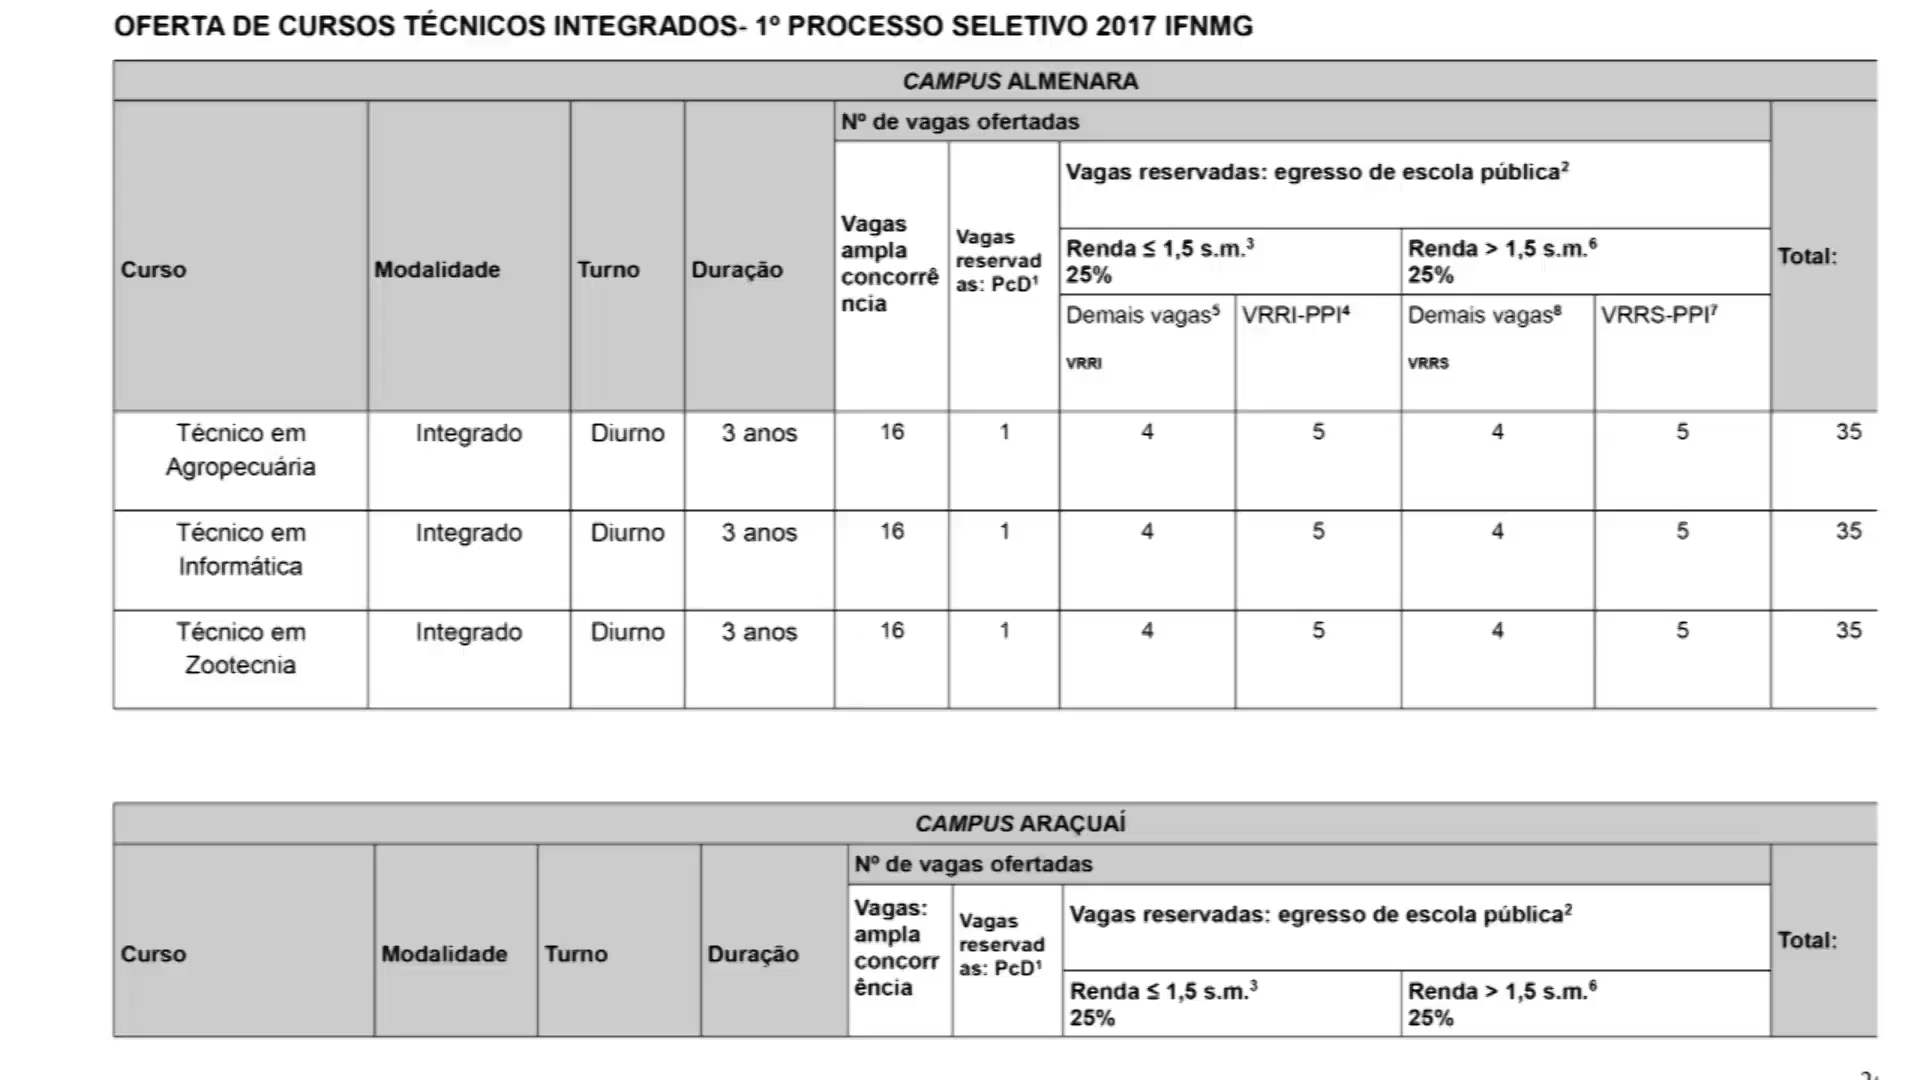 OFERTA DE CURSOS TÉCNICOS INTEGRADOS- 1º PROCESSO SELETIVO 2017 IFNMG
CAMPUS ALMENARA
Curso
Modalidade
Turno
Duração
Nº de vagas ofertadas
Vagas
ampla
concorrê
ncia
Vagas
reservad
as: PcD¹
Vagas reservadas: egresso de escola pública²
Renda ≤ 1,5 s.m.³
25%
Renda > 1,5 s.m.⁶
25%
Demais vagas⁵
VRRI
VRRI-PPI⁴
Demais vagas⁸
VRRS
VRRS-PPI⁷
Total:
Técnico em
Agropecuária
Integrado
Diurno
3 anos
16
1
4
5
4
5
35
Técnico em
Informática
Integrado
Diurno
3 anos
16
1
4
5
4
5
35
Técnico em
Zootecnia
Integrado
Diurno
3 anos
16
1
4
5
4
5
35
CAMPUS ARAÇUAÍ
Curso
Modalidade
Turno
Duração
Nº de vagas ofertadas
Vagas:
ampla
concorr
ência
Vagas
reservad
as: PcD¹
Vagas reservadas: egresso de escola pública²
Renda ≤ 1,5 s.m.³
25%
Renda > 1,5 s.m.⁶
25%
Total: